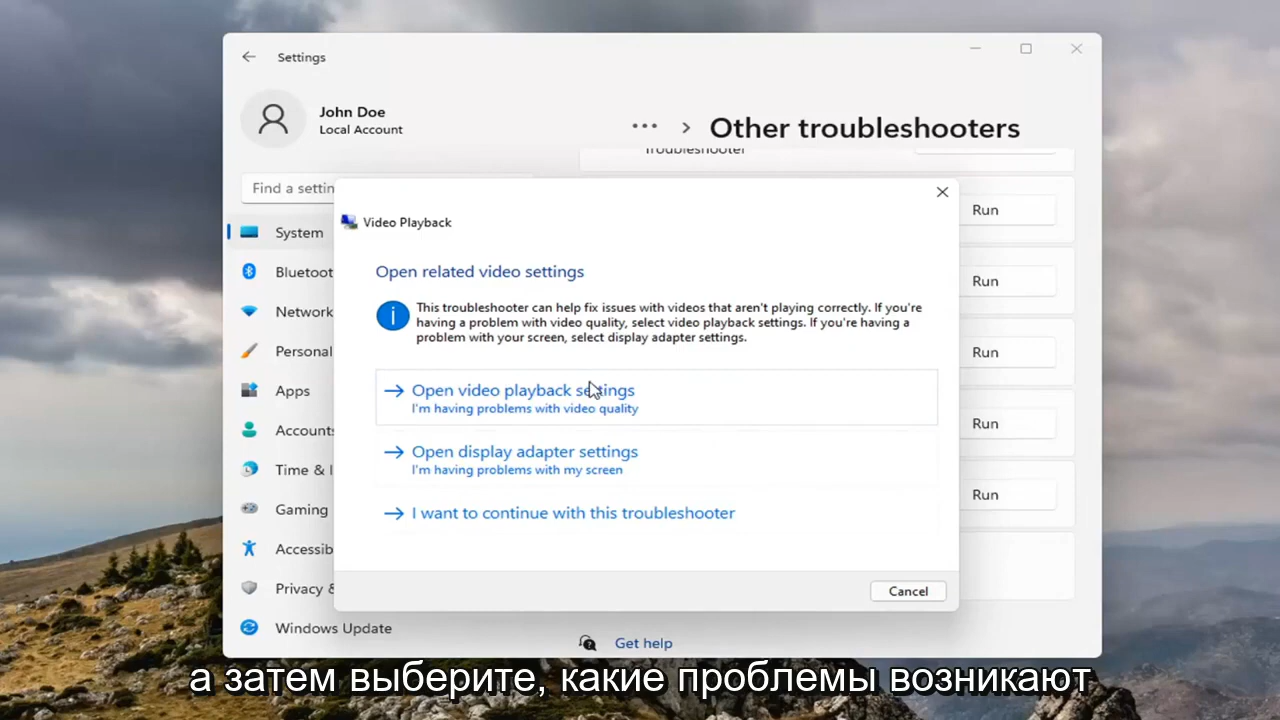 Settings
John Doe
Local Account
Other troubleshooters
Troubleshooter
Find a settin
Run
Video Playback
System
Open related video settings
Bluetoot
Run
This troubleshooter can help fix issues with videos that aren't playing correctly. If you're
having a problem with video quality, select video playback settings. If you're having a
problem with your screen, select display adapter settings.
Network
Personal
Run
Open video playback settings
I'm having problems with video quality
Apps
Accounts
Run
Open display adapter settings
I'm having problems with my screen
Time & l
Run
Gaming
I want to continue with this troubleshooter
Accessib
Privacy &
Cancel
Windows Update
Get help
а затем выберите, какие проблемы возникают